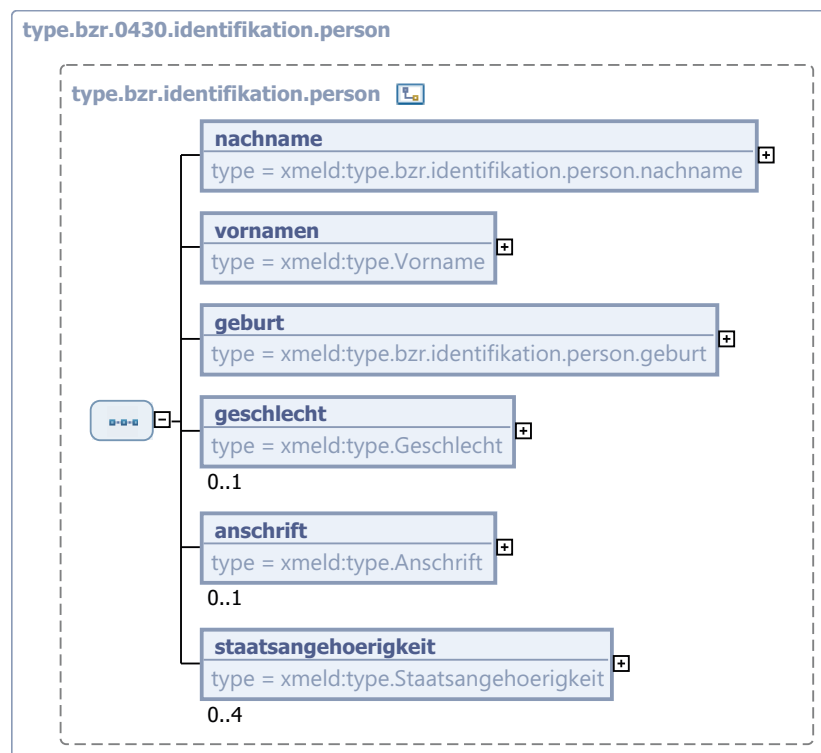 type.bzr.0430.identifikation.person
type.bzr.identifikation.person
nachname
type = xmeld:type.bzr.identifikation.person.nachname
vornamen
type = xmeld:type.Vorname
geburt
type = xmeld:type.bzr.identifikation.person.geburt
geschlecht
type = xmeld:type.Geschlecht
0..1
anschrift
type = xmeld:type.Anschrift
0..1
staatsangehoerigkeit
type = xmeld:type.Staatsangehoerigkeit
0..4